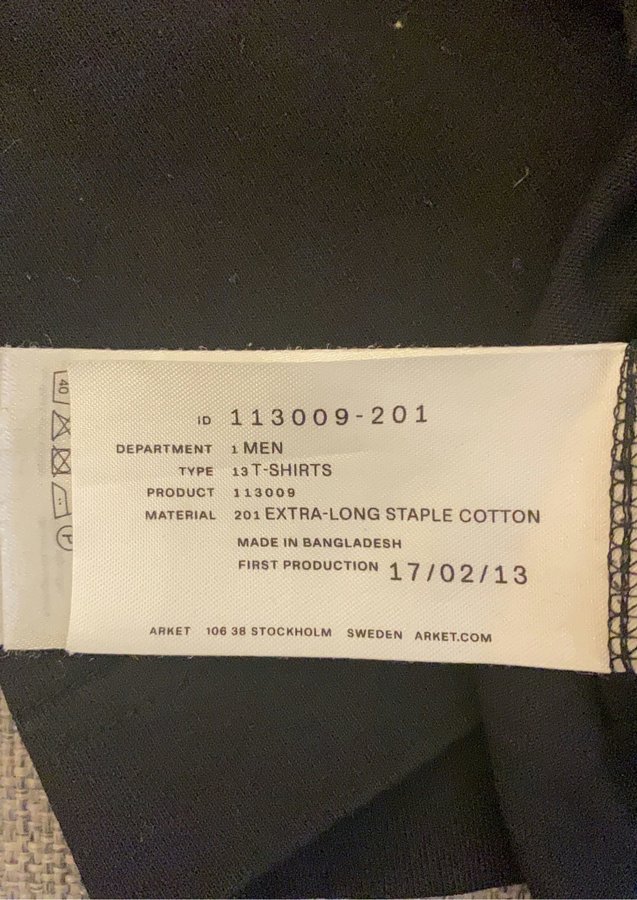 ID 113009-201
DEPARTMENT 1 MEN
TYPE 13 T-SHIRTS
PRODUCT 113009
MATERIAL 201 EXTRA-LONG STAPLE COTTON
MADE IN BANGLADESH
FIRST PRODUCTION 17/02/13
ARKET 106 38 STOCKHOLM SWEDEN ARKET.COM
40
P